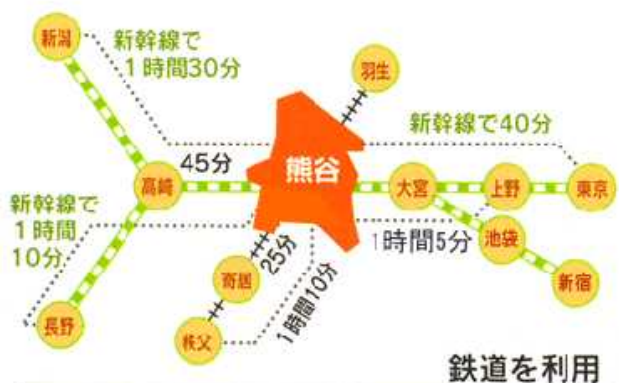 新潟
新幹線で
1時間30分
羽生
新幹線で40分
45分
熊谷
高崎
大宮
上野
東京
新幹線で
1時間
10分
1時間5分
池袋
25分
寄居
新宿
1時間10分
長野
秩父
鉄道を利用